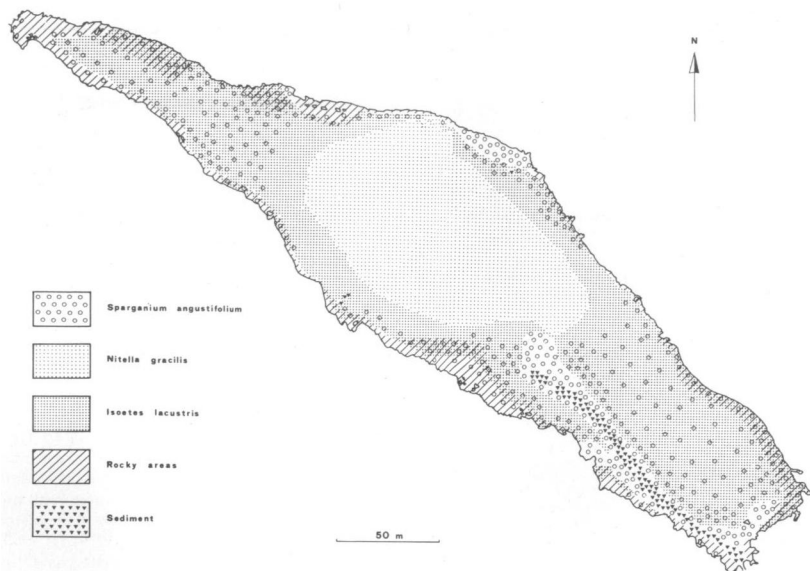 N
Sparganium angustifolium
Nitella gracilis
Isoetes lacustris
Rocky areas
Sediment
50 m